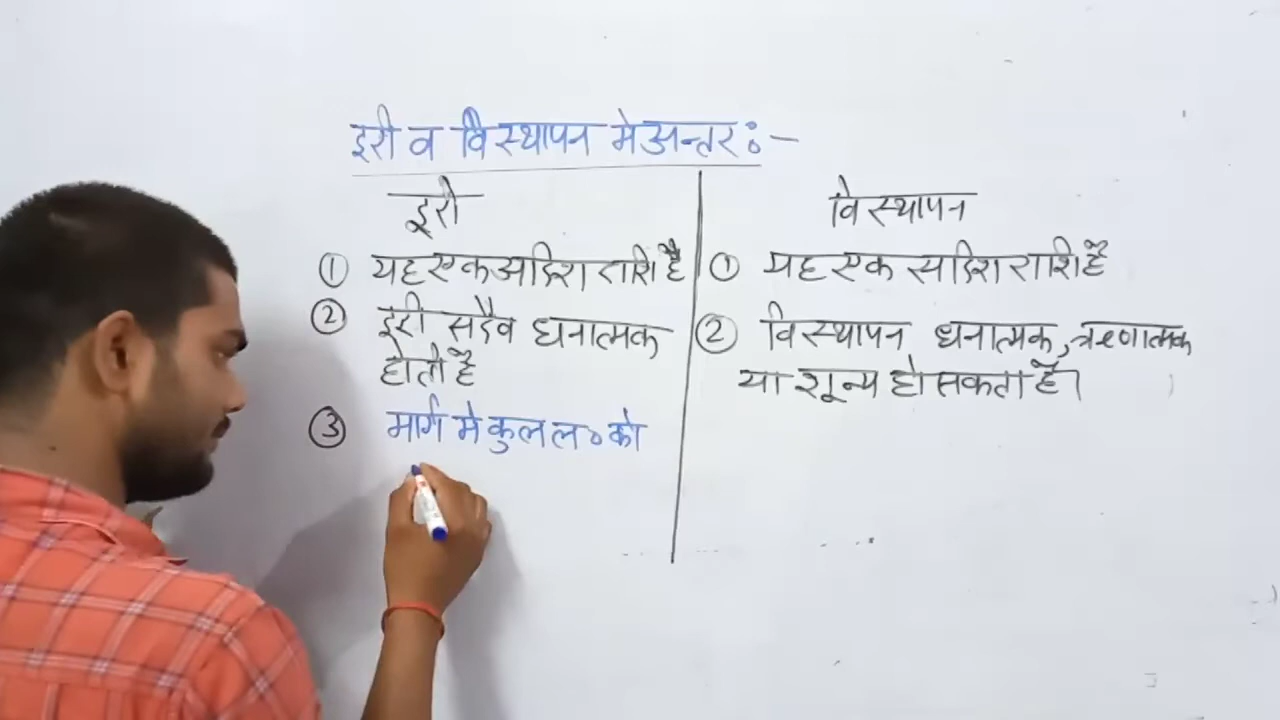 दूरी व विस्थापन मे अन्तर :-
दूरी
① यह एक अदिश राशि है
② दूरी सदैव धनात्मक
होती है
③ मार्ग मे कुल ल० को
विस्थापन
① यह एक सदिश राशि है
② विस्थापन धनात्मक, ऋणात्मक
या शून्य हो सकता है।